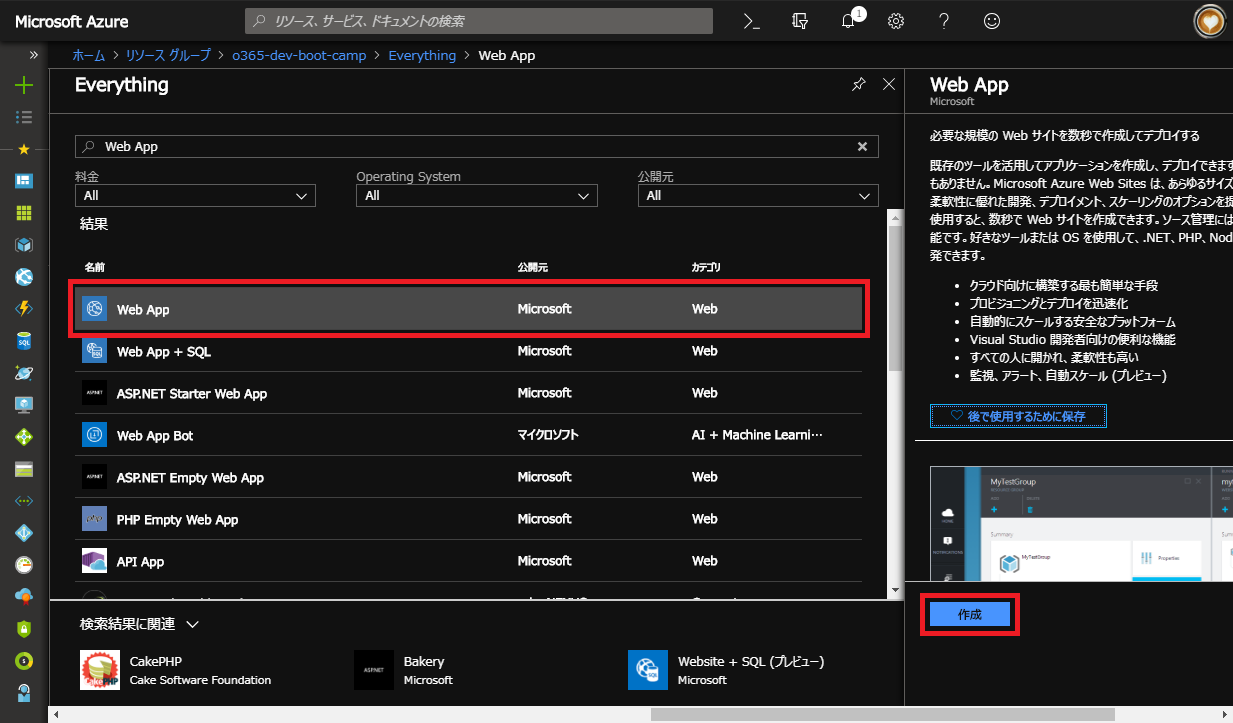 Microsoft Azure
リソース、サービス、ドキュメントの検索
1
ホーム > リソース グループ > o365-dev-boot-camp > Everything > Web App
Everything
Web App
料金
Operating System
公開元
All
All
All
結果
名前 公開元 カテゴリ
Web App Microsoft Web
Web App + SQL Microsoft Web
ASP.NET Starter Web App Microsoft Web
Web App Bot マイクロソフト AI + Machine Learni…
ASP.NET Empty Web App Microsoft Web
PHP Empty Web App Microsoft Web
API App Microsoft Web
検索結果に関連
CakePHP
Cake Software Foundation
Bakery
Microsoft
Website + SQL (プレビュー)
Microsoft
Web App
Microsoft
必要な規模の Web サイトを数秒で作成してデプロイする
既存のツールを活用してアプリケーションを作成し、デプロイできます
もありません。Microsoft Azure Web Sites は、あらゆるサイズ
柔軟性に優れた開発、デプロイメント、スケーリングのオプションを提
使用すると、数秒で Web サイトを作成できます。ソース管理には
能です。好きなツールまたは OS を使用して、.NET、PHP、Nod
発できます。
• クラウド向けに構築する最も簡単な手段
• プロビジョニングとデプロイを迅速化
• 自動的にスケールする安全なプラットフォーム
• Visual Studio 開発者向けの便利な機能
• すべての人に開かれ、柔軟性も高い
• 監視、アラート、自動スケール (プレビュー)
後で使用するために保存
MyTestGroup
Summary
MyTestGroup
Properties
作成